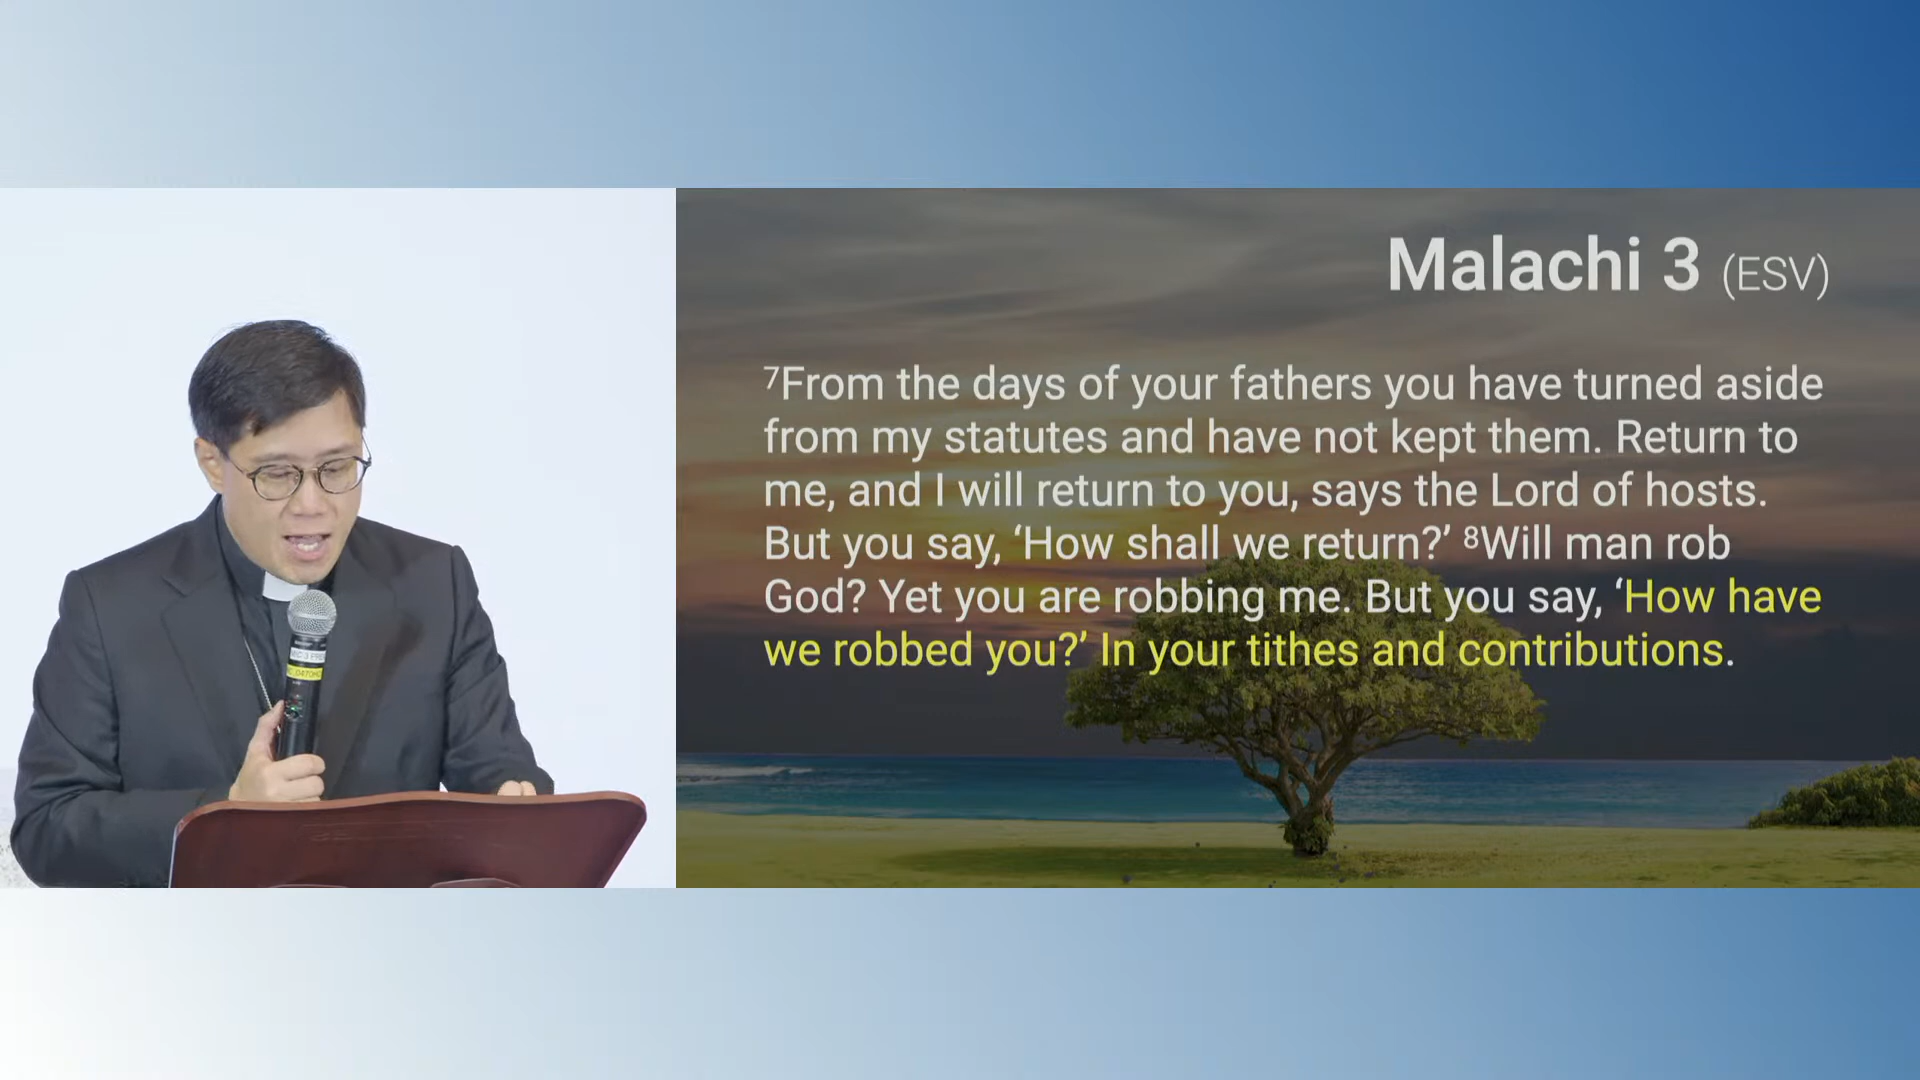 Malachi 3 (ESV)
⁷From the days of your fathers you have turned aside
from my statutes and have not kept them. Return to
me, and I will return to you, says the Lord of hosts.
But you say, ‘How shall we return?’ ⁸Will man rob
God? Yet you are robbing me. But you say, ‘How have
we robbed you?’ In your tithes and contributions.